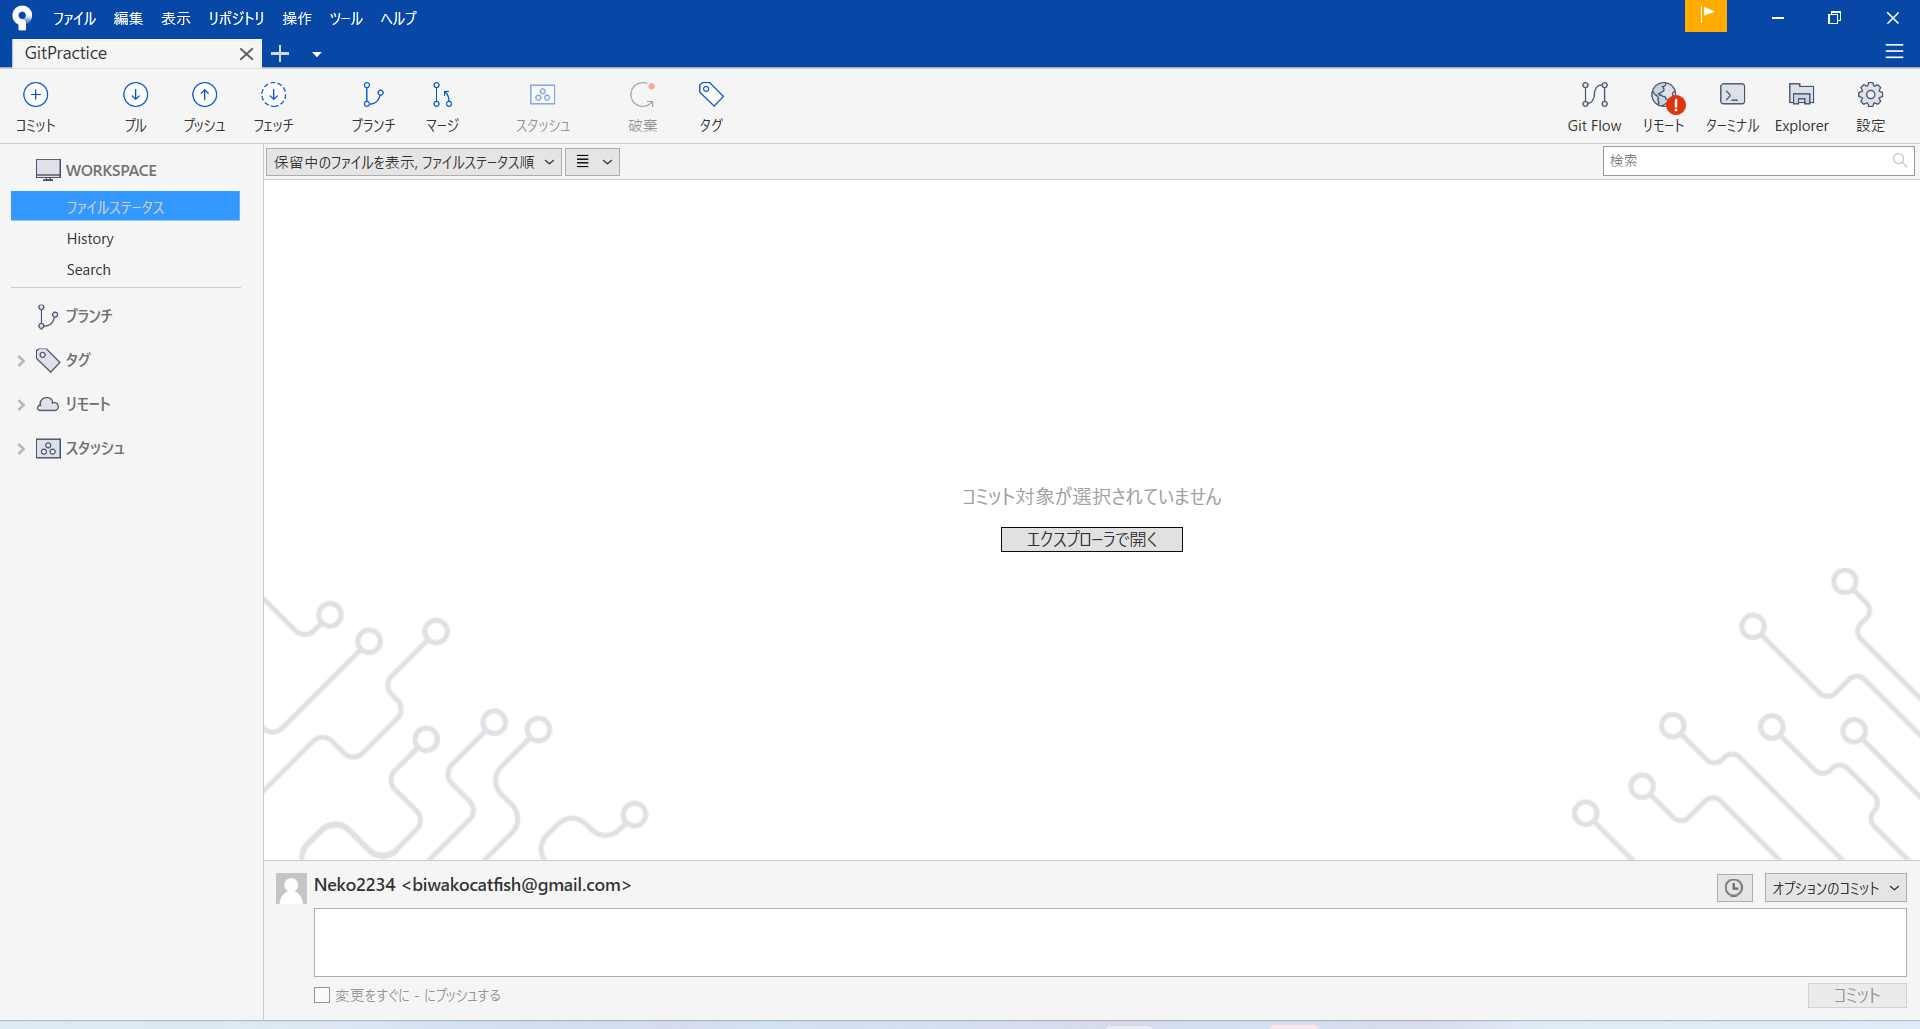 ファイル 編集 表示 リポジトリ 操作 ツール ヘルプ
GitPractice
コミット プル プッシュ フェッチ ブランチ マージ スタッシュ 破棄 タグ Git Flow リモート ターミナル Explorer 設定
WORKSPACE
保留中のファイルを表示, ファイルステータス順
検索
ファイルステータス
History
Search
ブランチ
タグ
リモート
スタッシュ
コミット対象が選択されていません
エクスプローラで開く
Neko2234 <biwakocatfish@gmail.com>
オプションのコミット
変更をすぐに - にプッシュする
コミット